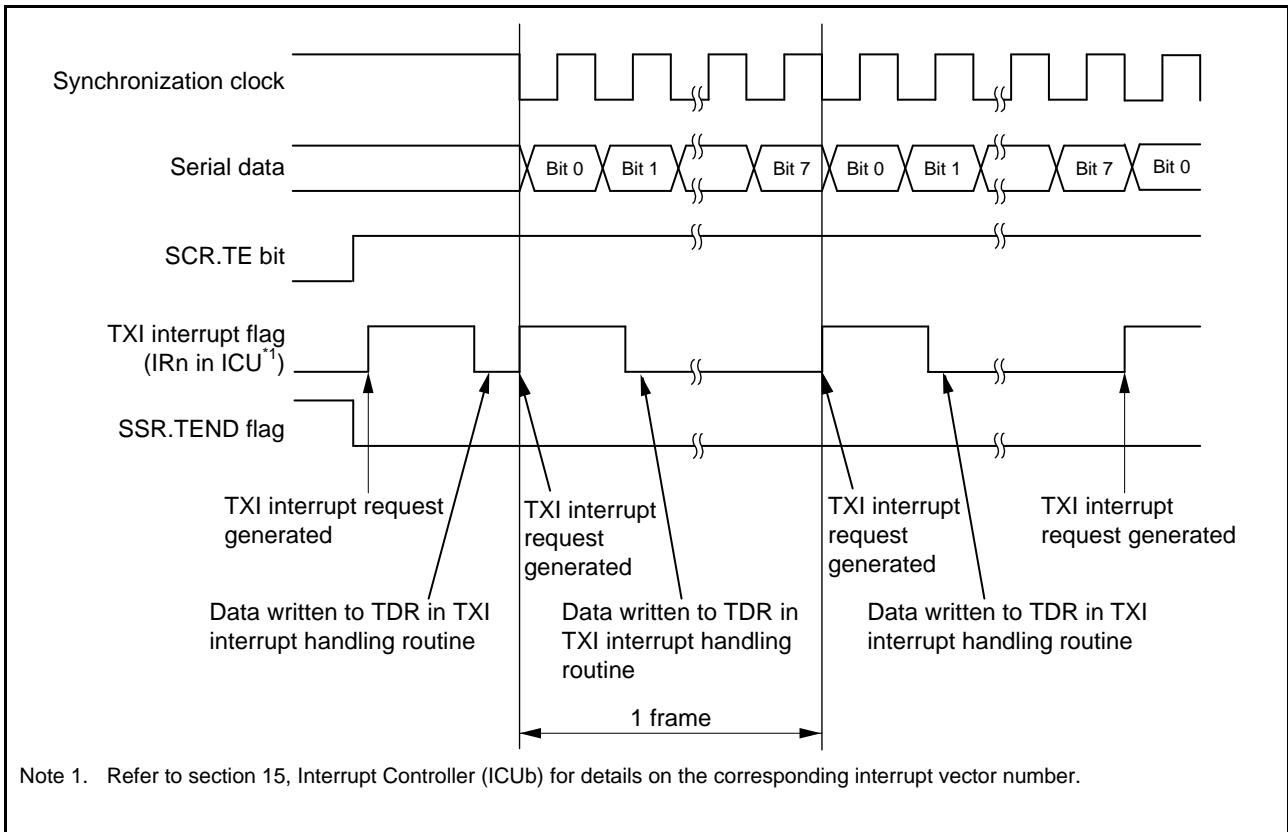 Synchronization clock
Serial data
Bit 0 Bit 1 Bit 7 Bit 0 Bit 1 Bit 7 Bit 0
SCR.TE bit
TXI interrupt flag
(IRn in ICU*1)
SSR.TEND flag
TXI interrupt request
generated
TXI interrupt
request
generated
TXI interrupt
request
generated
TXI interrupt
request generated
Data written to TDR in TXI
interrupt handling routine
Data written to TDR in
TXI interrupt handling
routine
Data written to TDR in TXI
interrupt handling routine
1 frame
Note 1. Refer to section 15, Interrupt Controller (ICUb) for details on the corresponding interrupt vector number.